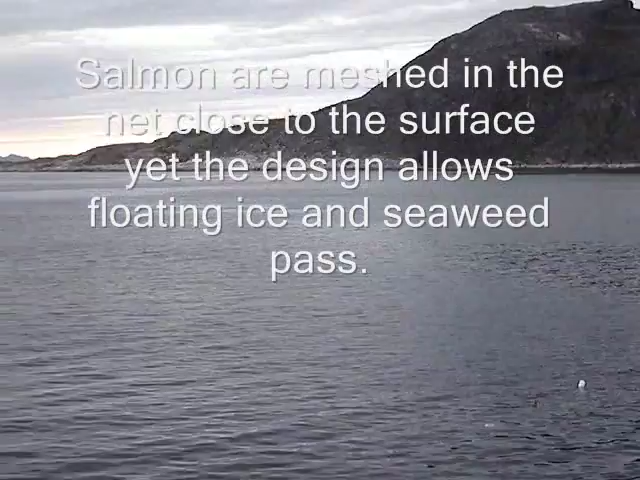 Salmon are meshed in the
net close to the surface
yet the design allows
floating ice and seaweed
pass.